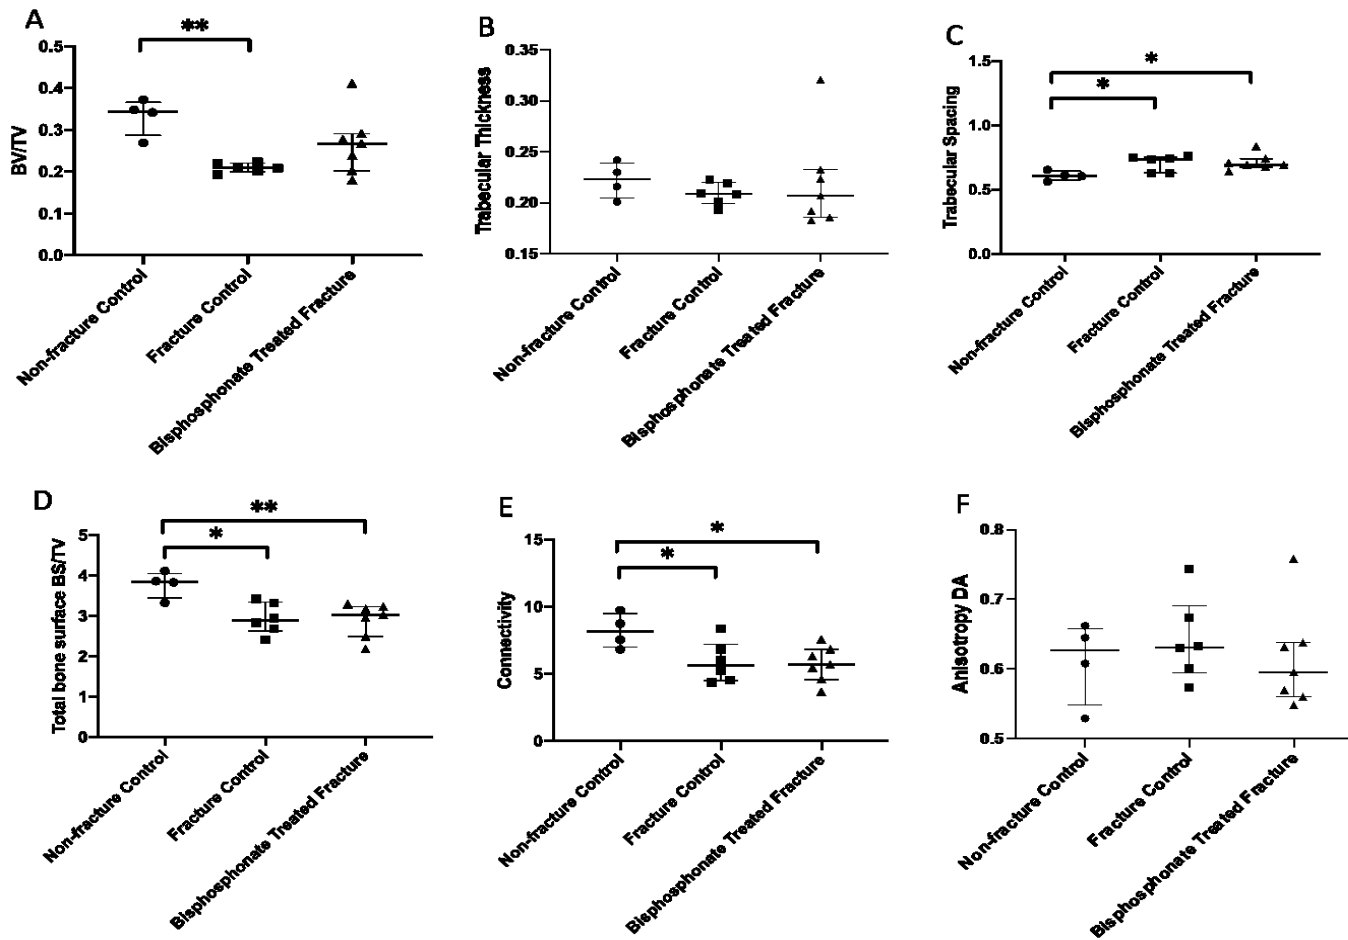 A
**
BV/TV
0.5
0.4
0.3
0.2
0.1
0.0
Non-fracture Control
Fracture Control
Bisphosphonate Treated Fracture
B
Trabecular Thickness
0.35
0.30
0.25
0.20
0.15
Non-fracture Control
Fracture Control
Bisphosphonate Treated Fracture
C
*
*
Trabecular Spacing
1.5
1.0
0.5
0.0
Non-fracture Control
Fracture Control
Bisphosphonate Treated Fracture
D
**
*
Total bone surface BS/TV
5
4
3
2
1
0
Non-fracture Control
Fracture Control
Bisphosphonate Treated Fracture
E
*
*
Connectivity
15
10
5
0
Non-fracture Control
Fracture Control
Bisphosphonate Treated Fracture
F
Anisotropy DA
0.8
0.7
0.6
0.5
Non-fracture Control
Fracture Control
Bisphosphonate Treated Fracture